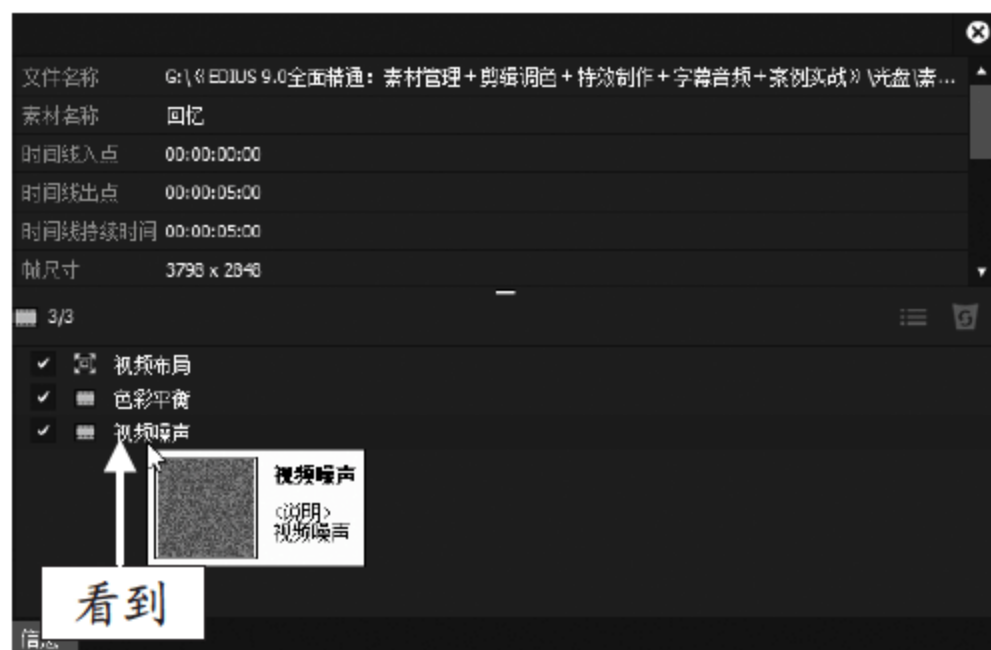 文件名称 G:\《EDIUS 9.0全面精通：素材管理+剪辑调色+特效制作+字幕音频+案例实战》\光盘\素...
素材名称 回忆
时间线入点 00:00:00:00
时间线出点 00:00:05:00
时间线持续时间 00:00:05:00
帧尺寸 3798 x 2848
3/3
视频布局
色彩平衡
视频噪声
视频噪声
<说明>
视频噪声
看到
信息